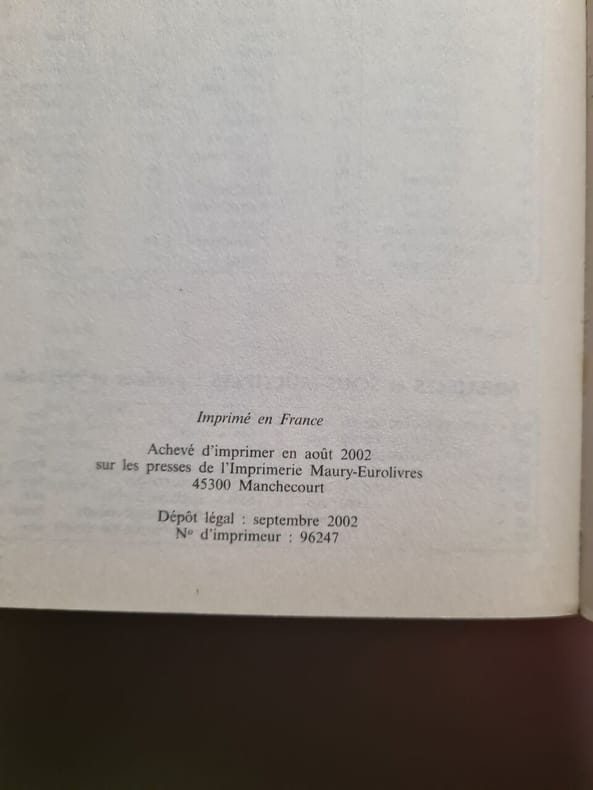 Imprimé en France
Achevé d'imprimer en août 2002
sur les presses de l'Imprimerie Maury-Eurolivres
45300 Manchecourt
Dépôt légal : septembre 2002
Nº d'imprimeur : 96247